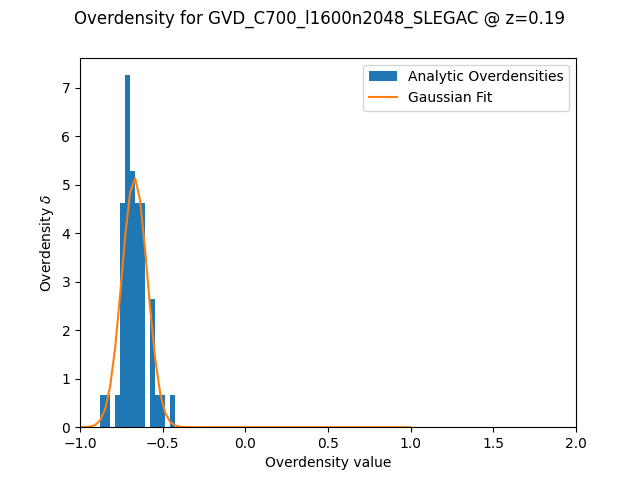 Overdensity for GVD_C700_l1600n2048_SLEGAC @ z=0.19
Analytic Overdensities
Gaussian Fit
Overdensity δ
7
6
5
4
3
2
1
0
−1.0 −0.5 0.0 0.5 1.0 1.5 2.0
Overdensity value